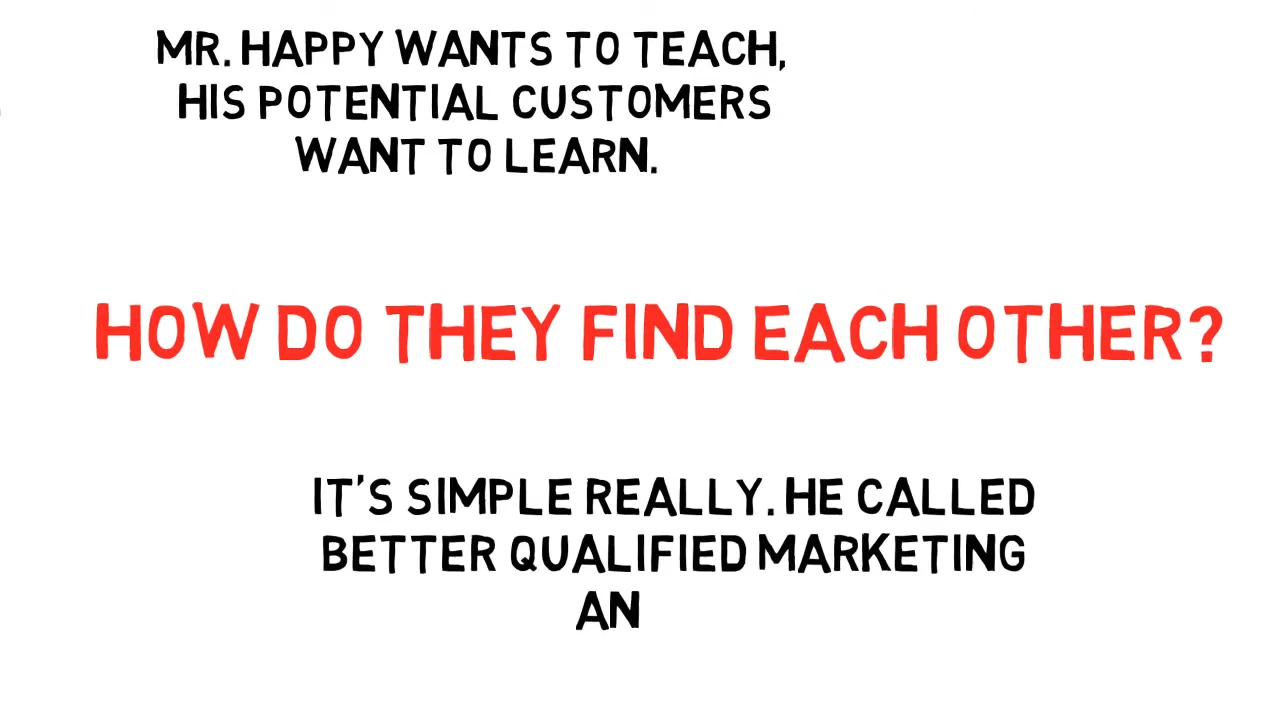 MR. HAPPY WANTS TO TEACH,
HIS POTENTIAL CUSTOMERS
WANT TO LEARN.
HOW DO THEY FIND EACH OTHER?
IT'S SIMPLE REALLY. HE CALLED
BETTER QUALIFIED MARKETING
AN